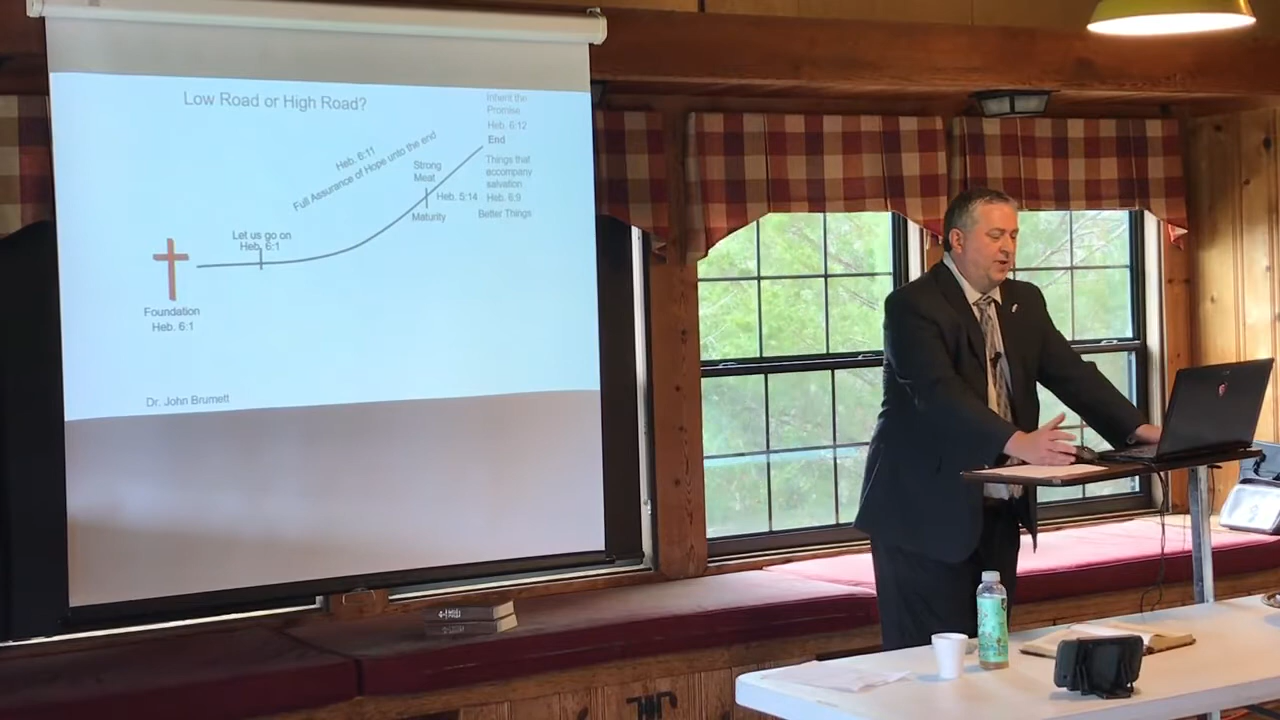 Low Road or High Road?
Inherit the
Promise
Heb. 6:12
End
Heb. 6:11
Full Assurance of Hope unto the end
Strong
Meat
Things that
accompany
salvation
Heb. 6:9
Better Things
Heb. 5:14
Maturity
Let us go on
Heb. 6:1
Foundation
Heb. 6:1
Dr. John Brumett